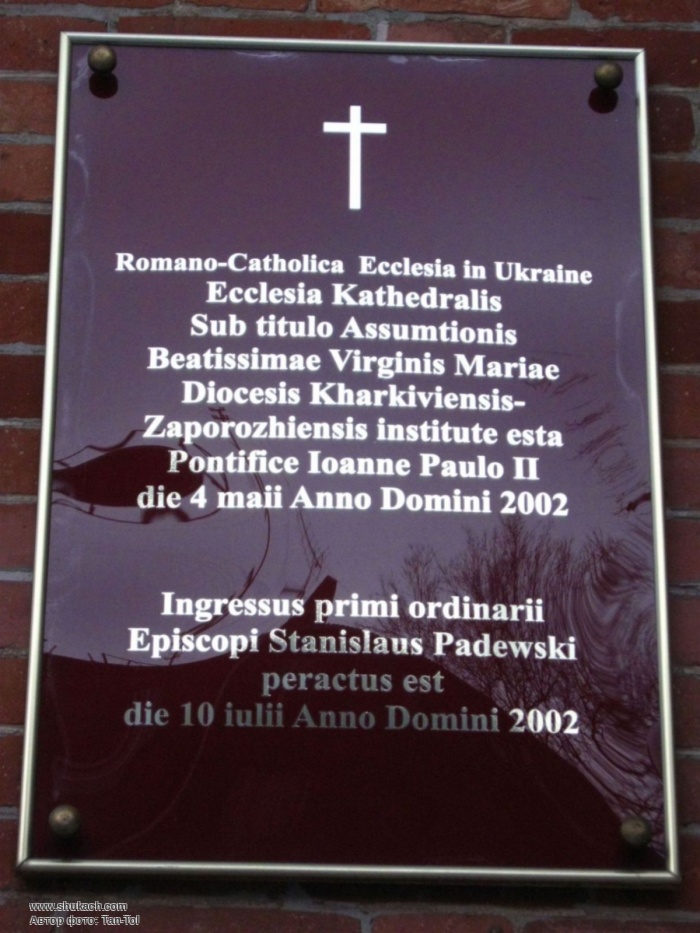 Romano-Catholica Ecclesia in Ukraine
Ecclesia Kathedralis
Sub titulo Assumtionis
Beatissimae Virginis Mariae
Diocesis Kharkiviensis-
Zaporozhiensis institute esta
Pontifice Ioanne Paulo II
die 4 maii Anno Domini 2002
Ingressus primi ordinarii
Episcopi Stanislaus Padewski
peractus est
die 10 iulii Anno Domini 2002
www.shukach.com
Автор фото: Tan-Tol